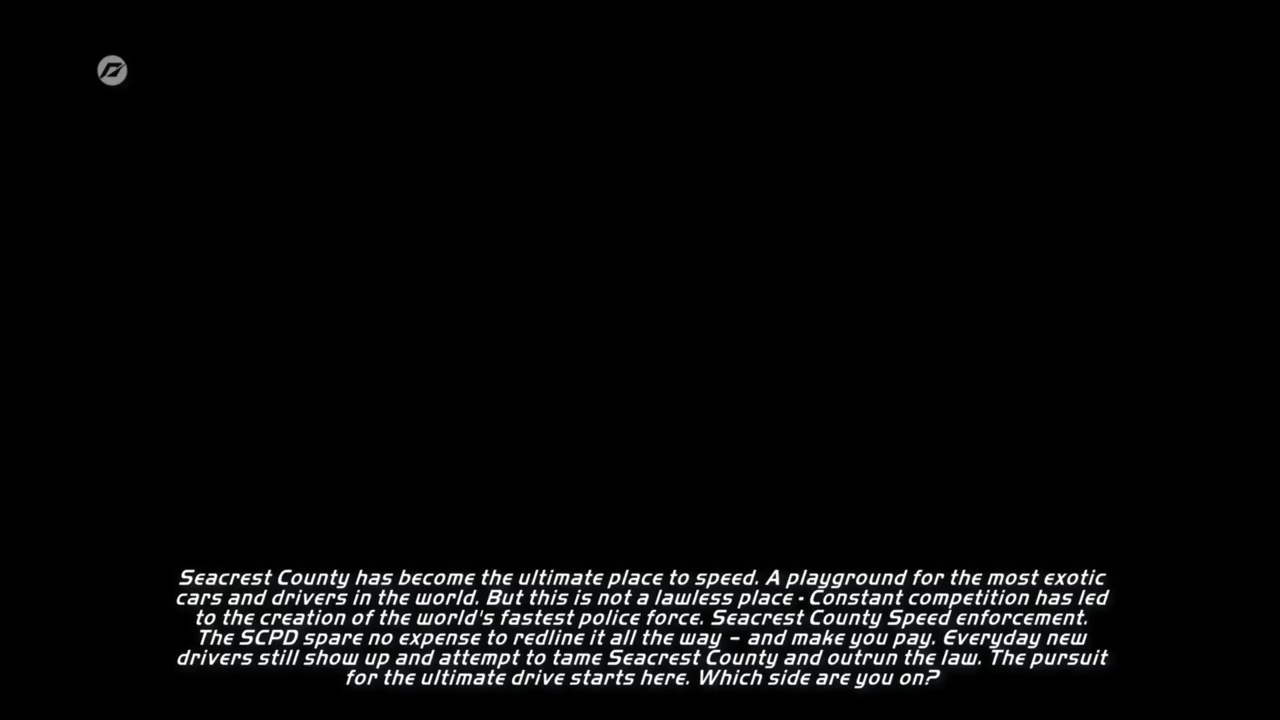 Seacrest County has become the ultimate place to speed. A playground for the most exotic
cars and drivers in the world. But this is not a lawless place - Constant competition has led
to the creation of the world's fastest police force. Seacrest County Speed enforcement.
The SCPD spare no expense to redline it all the way – and make you pay. Everyday new
drivers still show up and attempt to tame Seacrest County and outrun the law. The pursuit
for the ultimate drive starts here. Which side are you on?